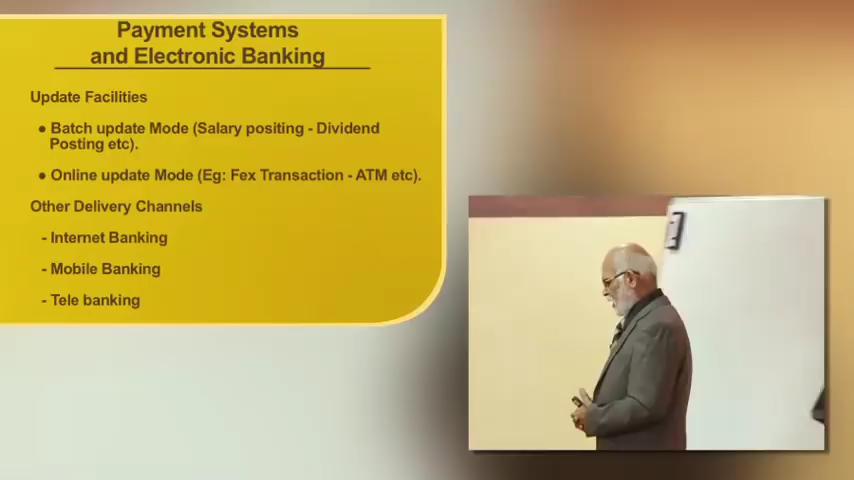 Payment Systems
and Electronic Banking
Update Facilities
● Batch update Mode (Salary positing - Dividend
Posting etc).
● Online update Mode (Eg: Fex Transaction - ATM etc).
Other Delivery Channels
- Internet Banking
- Mobile Banking
- Tele banking